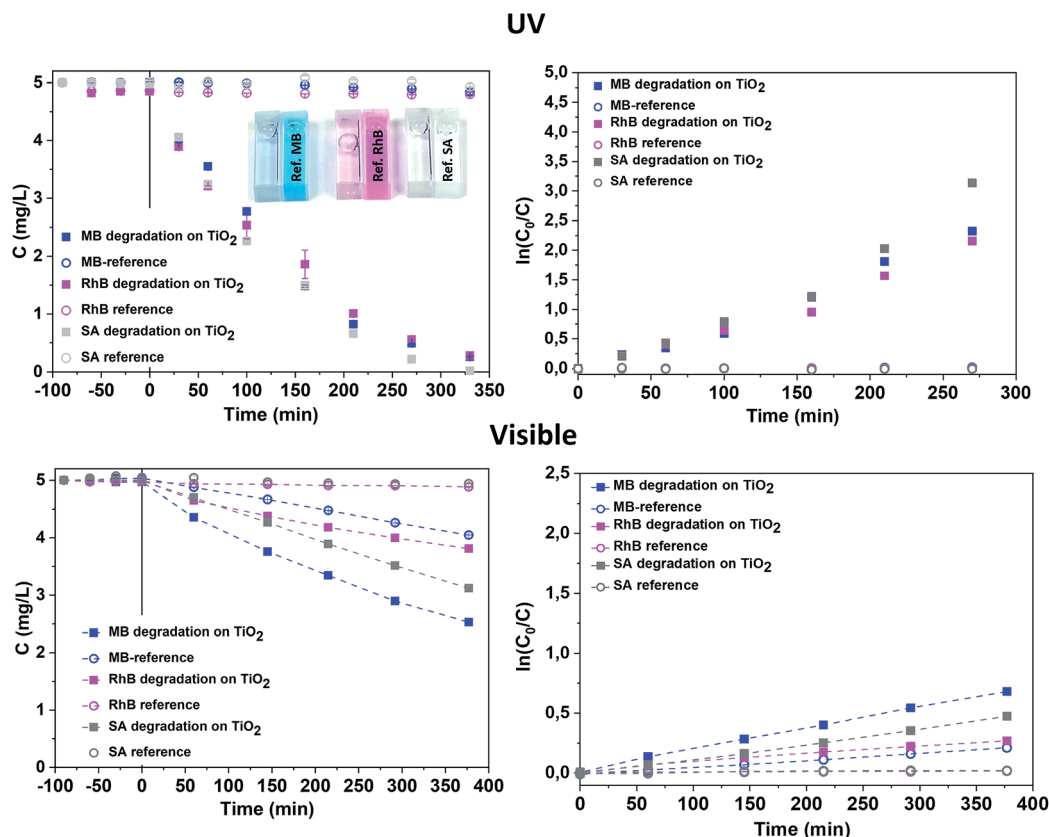 UV
C (mg/L)
5
4
3
2
1
0
-100
-50
0
50
100
150
200
250
300
350
Time (min)
Ref. MB
Ref. RhB
Ref. SA
MB degradation on TiO2
MB-reference
RhB degradation on TiO2
RhB reference
SA degradation on TiO2
SA reference
ln(C0/C)
5,0
4,5
4,0
3,5
3,0
2,5
2,0
1,5
1,0
0,5
0,0
0
50
100
150
200
250
300
Time (min)
MB degradation on TiO2
MB-reference
RhB degradation on TiO2
RhB reference
SA degradation on TiO2
SA reference
Visible
C (mg/L)
5
4
3
2
1
0
-100
-50
0
50
100
150
200
250
300
350
400
Time (min)
MB degradation on TiO2
MB-reference
RhB degradation on TiO2
RhB reference
SA degradation on TiO2
SA reference
ln(C0/C)
2,5
2,0
1,5
1,0
0,5
0,0
0
50
100
150
200
250
300
350
400
Time (min)
MB degradation on TiO2
MB-reference
RhB degradation on TiO2
RhB reference
SA degradation on TiO2
SA reference